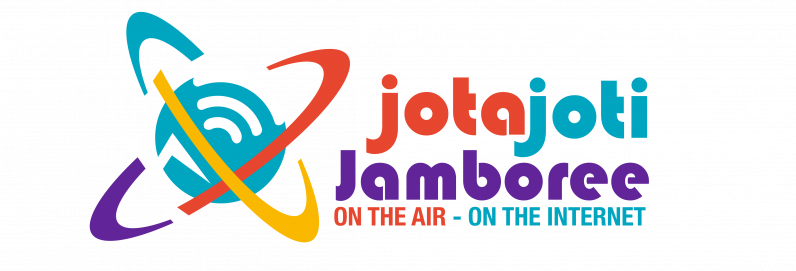 jotajoti
Jamboree
ON THE AIR - ON THE INTERNET